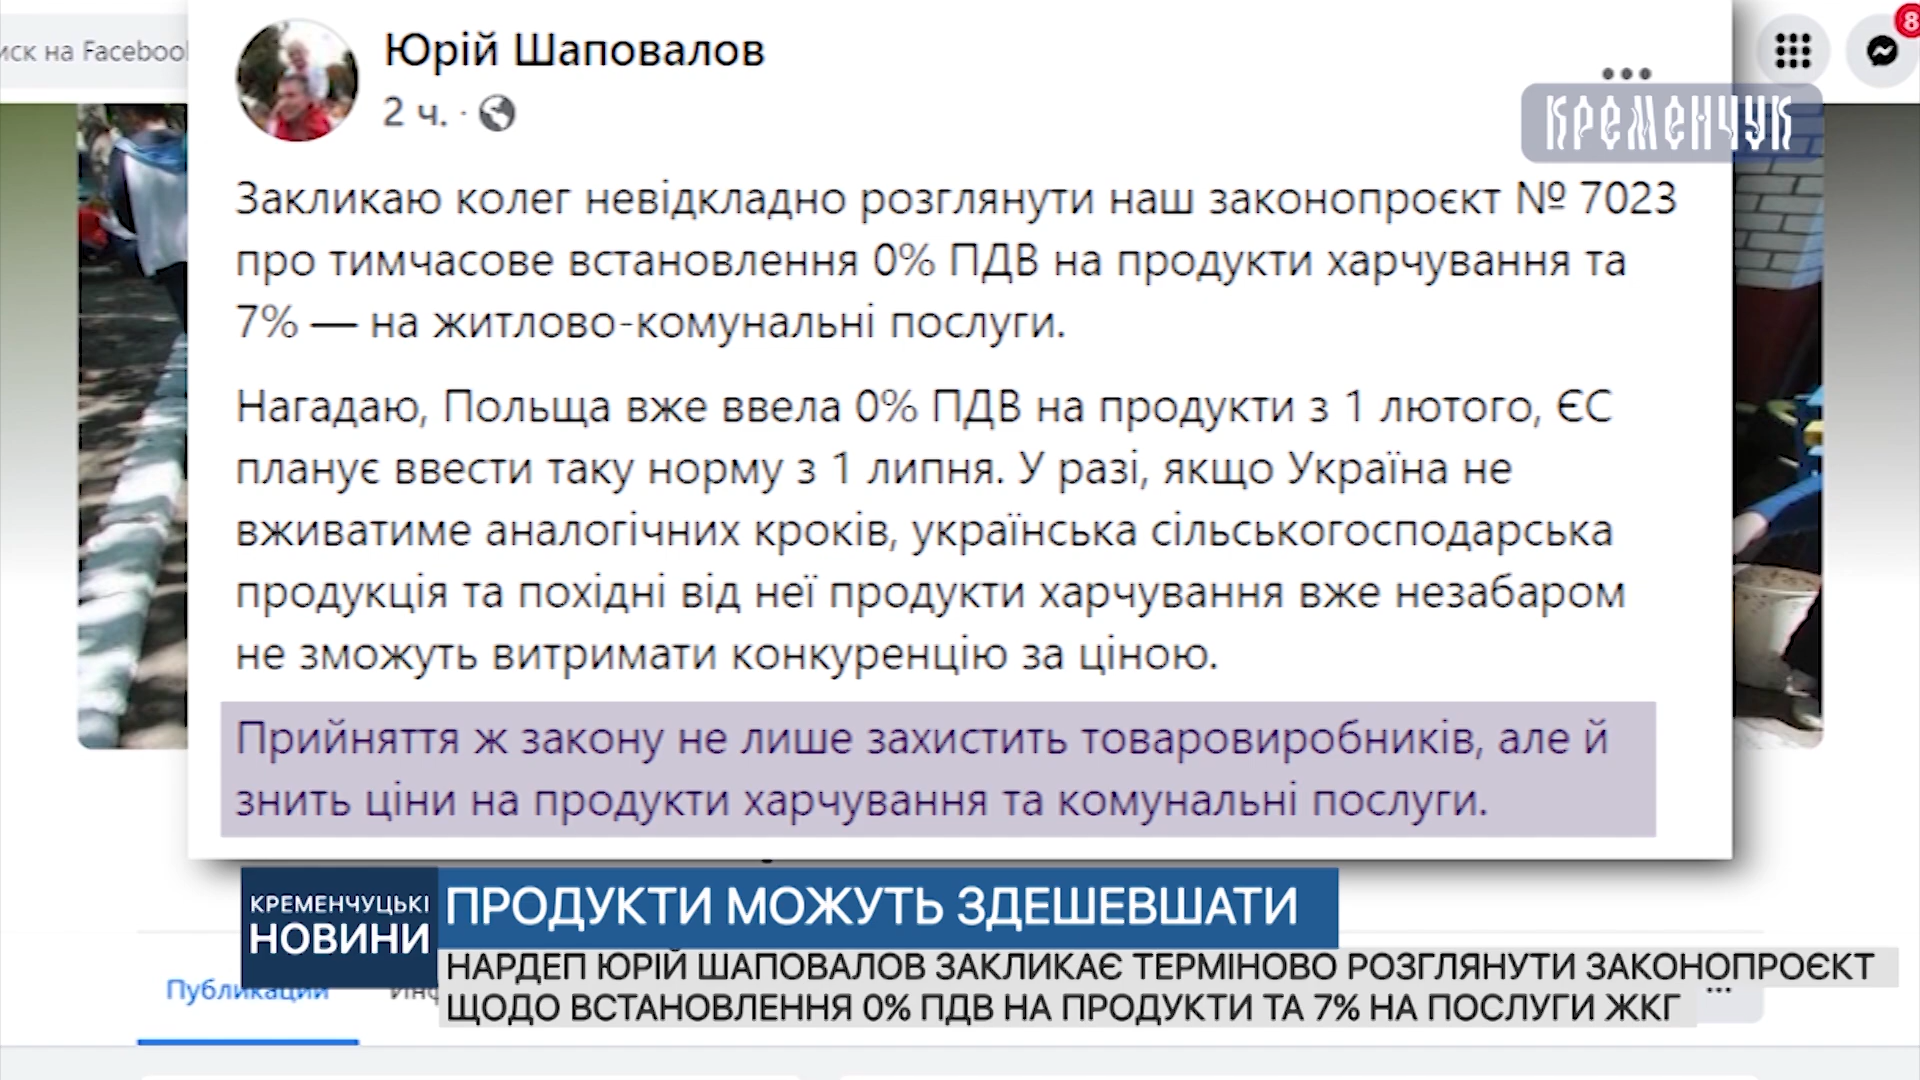 иск на Facebook
Юрій Шаповалов
2 ч. ·
8
КРЕМЕНЧУК
Закликаю колег невідкладно розглянути наш законопроєкт № 7023
про тимчасове встановлення 0% ПДВ на продукти харчування та
7% — на житлово-комунальні послуги.
Нагадаю, Польща вже ввела 0% ПДВ на продукти з 1 лютого, ЄС
планує ввести таку норму з 1 липня. У разі, якщо Україна не
вживатиме аналогічних кроків, українська сільськогосподарська
продукція та похідні від неї продукти харчування вже незабаром
не зможуть витримати конкуренцію за ціною.
Прийняття ж закону не лише захистить товаровиробників, але й
знить ціни на продукти харчування та комунальні послуги.
КРЕМЕНЧУЦЬКІ
НОВИНИ
ПРОДУКТИ МОЖУТЬ ЗДЕШЕВШАТИ
НАРДЕП ЮРІЙ ШАПОВАЛОВ ЗАКЛИКАЄ ТЕРМІНОВО РОЗГЛЯНУТИ ЗАКОНОПРОЄКТ
ЩОДО ВСТАНОВЛЕННЯ 0% ПДВ НА ПРОДУКТИ ТА 7% НА ПОСЛУГИ ЖКГ
Публикации